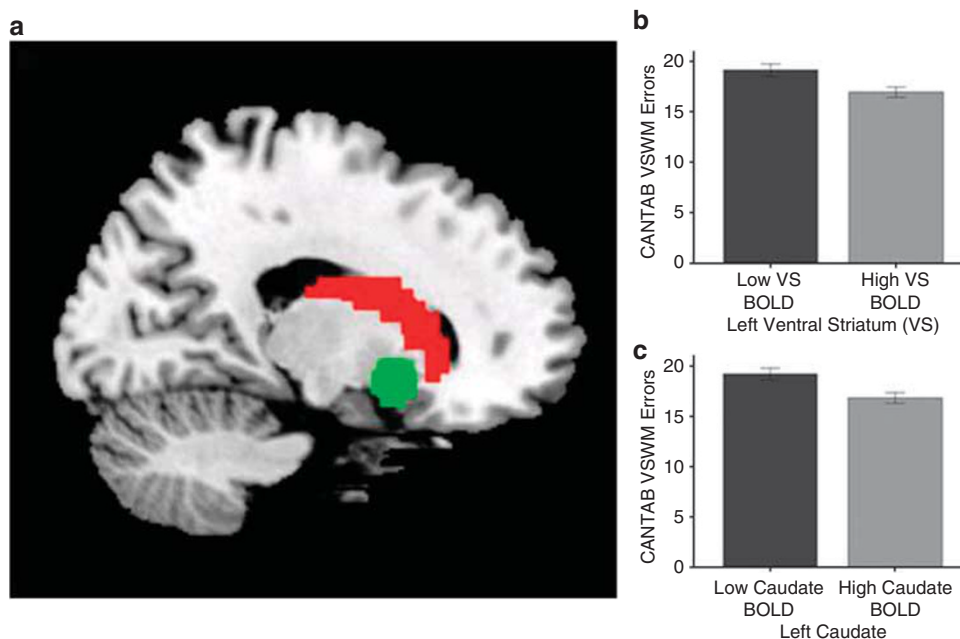 a
b
CANTAB VSWM Errors
20
15
10
5
0
Low VS BOLD
High VS BOLD
Left Ventral Striatum (VS)
c
CANTAB VSWM Errors
20
15
10
5
0
Low Caudate BOLD
High Caudate BOLD
Left Caudate